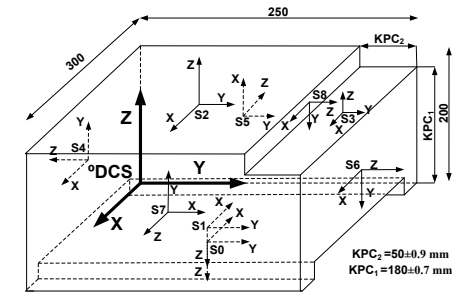 250
KPC₂
300
Z
Z
X
Z
S8
Y
S2
X
Y
S5
Y
Z
S3
X
Y
X
KPC₁
200
Y
Z
S4
Z
X
ºDCS
Y
S6
Z
Y
S7
X
X
X
Y
Z
S1
Y
S0
Y
Z
Z
X
KPC₂ =50±0.9 mm
KPC₁ =180±0.7 mm